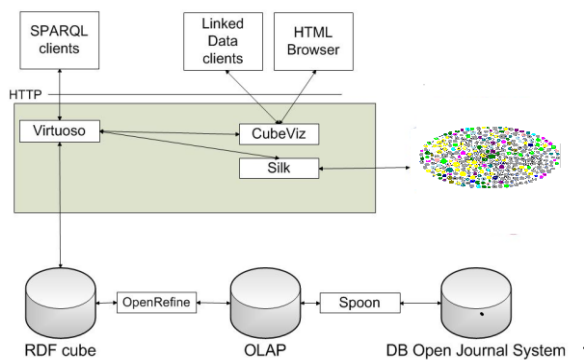 SPARQL
clients
Linked
Data
clients
HTML
Browser
HTTP
Virtuoso
CubeViz
Silk
OpenRefine
Spoon
RDF cube
OLAP
DB Open Journal System